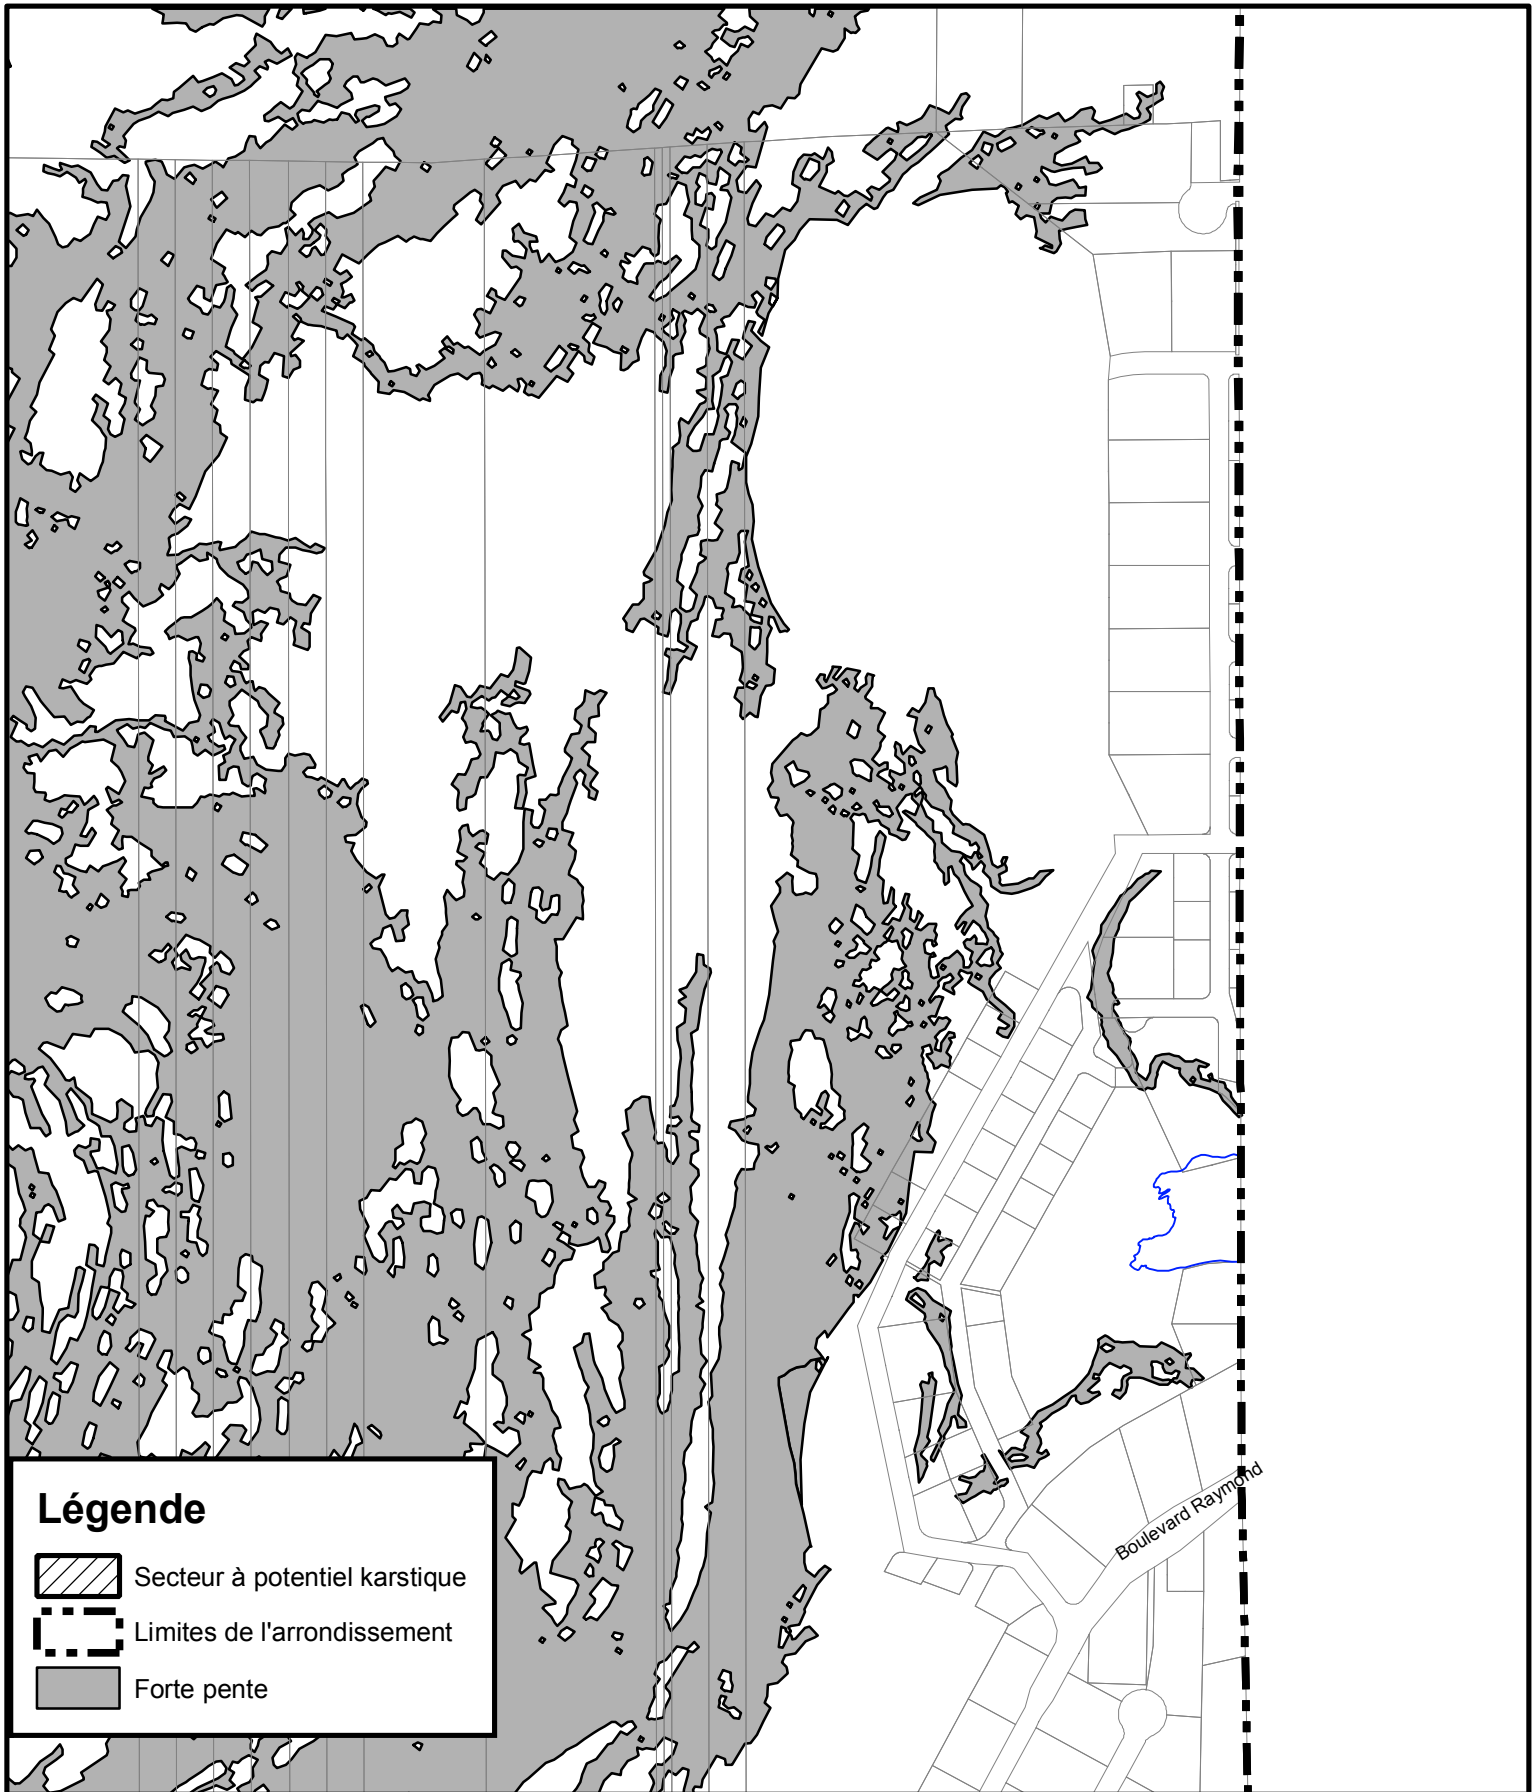 Boulevard Raymond
Légende
Secteur à potentiel karstique
Limites de l'arrondissement
Forte pente